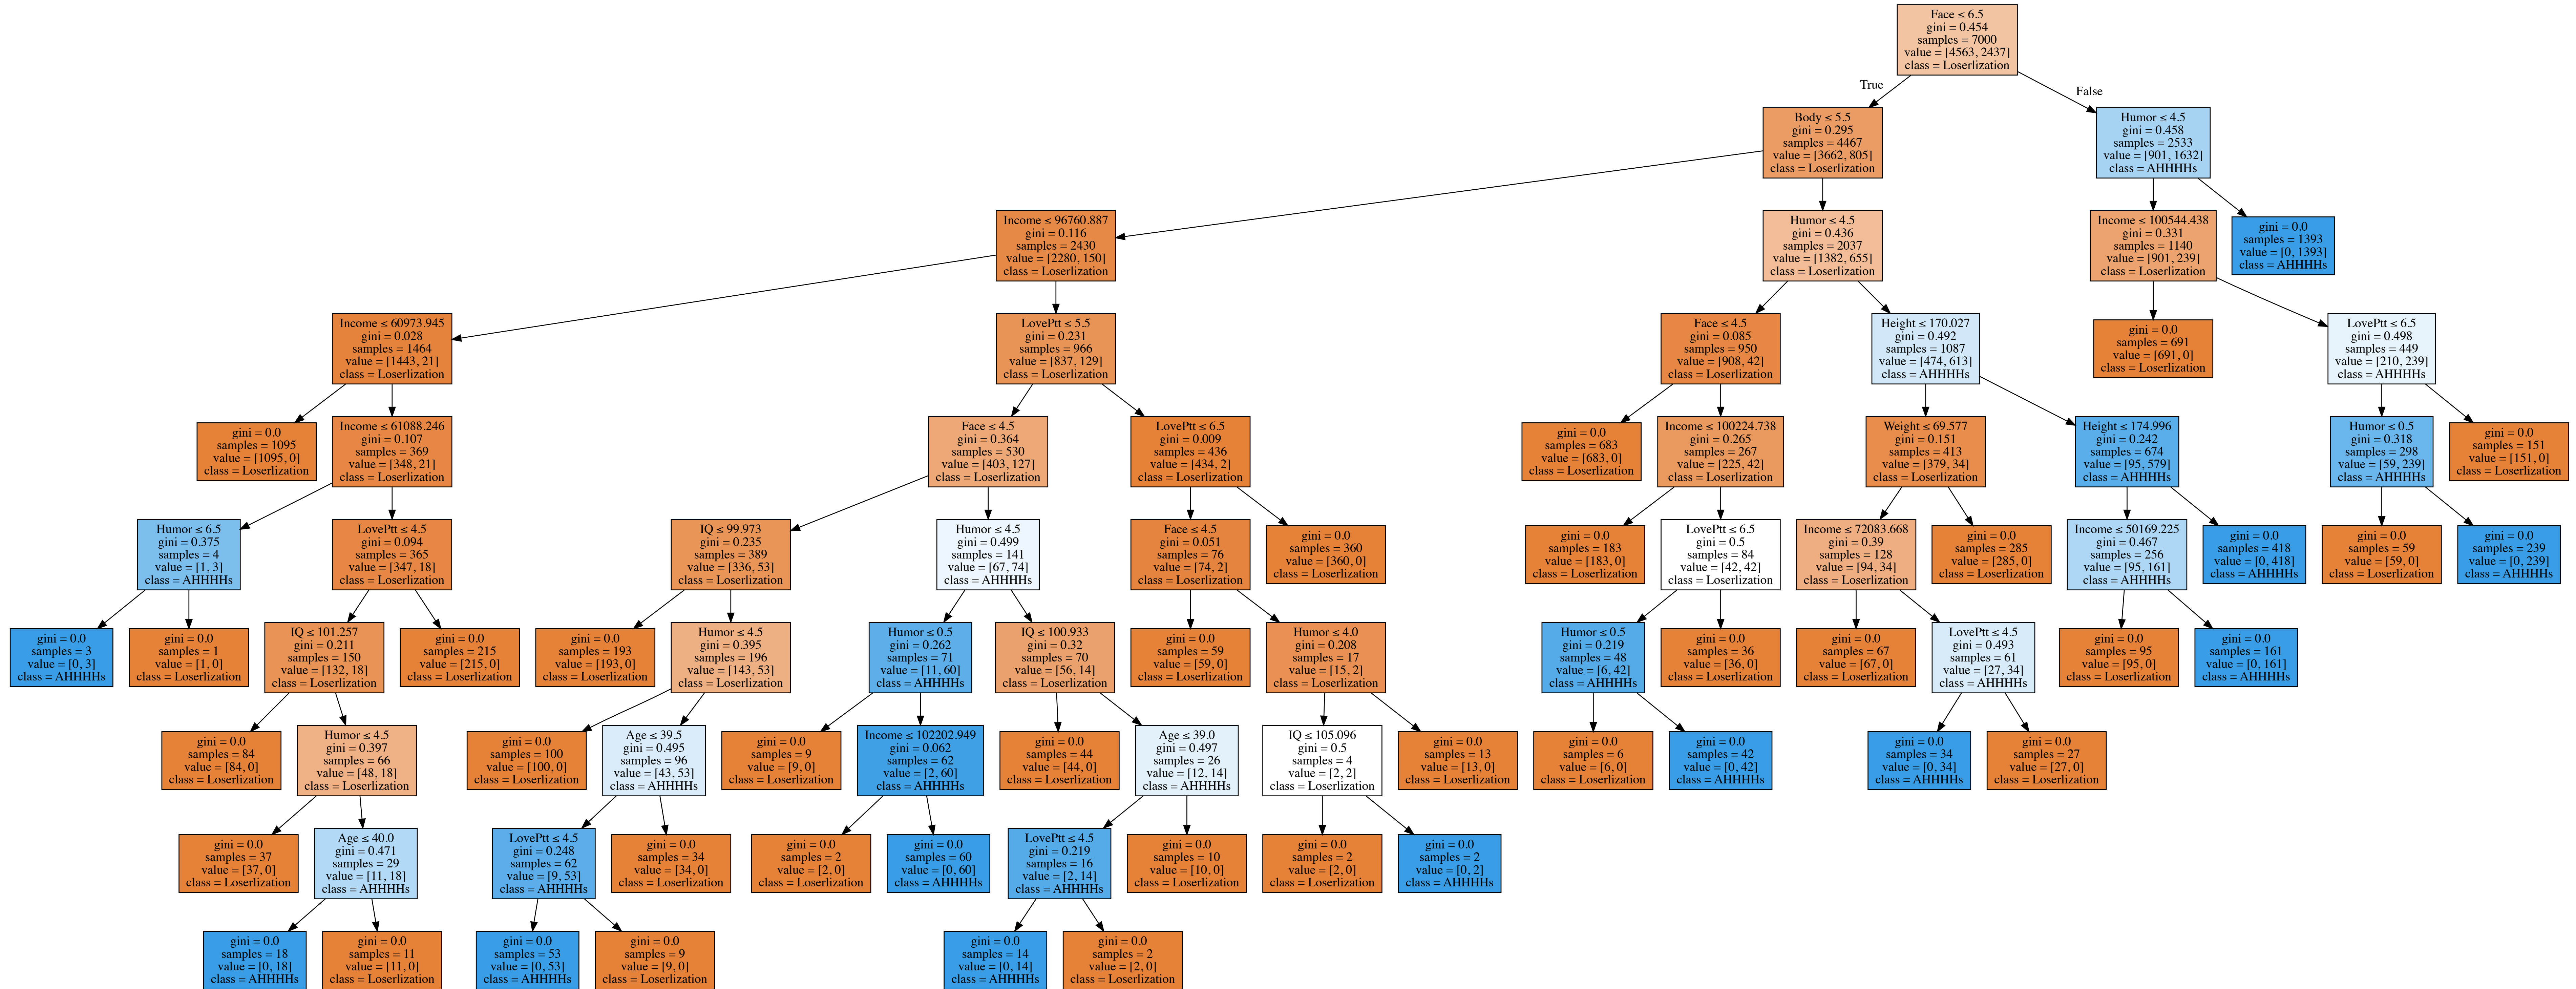 Face ≤ 6.5
gini = 0.454
samples = 7000
value = [4563, 2437]
class = Loserlization
True
False
Body ≤ 5.5
gini = 0.295
samples = 4467
value = [3662, 805]
class = Loserlization
Humor ≤ 4.5
gini = 0.458
samples = 2533
value = [901, 1632]
class = AHHHHs
Income ≤ 96760.887
gini = 0.116
samples = 2430
value = [2280, 150]
class = Loserlization
Humor ≤ 4.5
gini = 0.436
samples = 2037
value = [1382, 655]
class = Loserlization
Income ≤ 100544.438
gini = 0.331
samples = 1140
value = [901, 239]
class = Loserlization
gini = 0.0
samples = 1393
value = [0, 1393]
class = AHHHHs
Income ≤ 60973.945
gini = 0.028
samples = 1464
value = [1443, 21]
class = Loserlization
LovePtt ≤ 5.5
gini = 0.231
samples = 966
value = [837, 129]
class = Loserlization
Face ≤ 4.5
gini = 0.085
samples = 950
value = [908, 42]
class = Loserlization
Height ≤ 170.027
gini = 0.492
samples = 1087
value = [474, 613]
class = AHHHHs
gini = 0.0
samples = 691
value = [691, 0]
class = Loserlization
LovePtt ≤ 6.5
gini = 0.498
samples = 449
value = [210, 239]
class = AHHHHs
gini = 0.0
samples = 1095
value = [1095, 0]
class = Loserlization
Income ≤ 61088.246
gini = 0.107
samples = 369
value = [348, 21]
class = Loserlization
Face ≤ 4.5
gini = 0.364
samples = 530
value = [403, 127]
class = Loserlization
LovePtt ≤ 6.5
gini = 0.009
samples = 436
value = [434, 2]
class = Loserlization
gini = 0.0
samples = 683
value = [683, 0]
class = Loserlization
Income ≤ 100224.738
gini = 0.265
samples = 267
value = [225, 42]
class = Loserlization
Weight ≤ 69.577
gini = 0.151
samples = 413
value = [379, 34]
class = Loserlization
Height ≤ 174.996
gini = 0.242
samples = 674
value = [95, 579]
class = AHHHHs
Humor ≤ 0.5
gini = 0.318
samples = 298
value = [59, 239]
class = AHHHHs
gini = 0.0
samples = 151
value = [151, 0]
class = Loserlization
Humor ≤ 6.5
gini = 0.375
samples = 4
value = [1, 3]
class = AHHHHs
LovePtt ≤ 4.5
gini = 0.094
samples = 365
value = [347, 18]
class = Loserlization
IQ ≤ 99.973
gini = 0.235
samples = 389
value = [336, 53]
class = Loserlization
Humor ≤ 4.5
gini = 0.499
samples = 141
value = [67, 74]
class = AHHHHs
Face ≤ 4.5
gini = 0.051
samples = 76
value = [74, 2]
class = Loserlization
gini = 0.0
samples = 360
value = [360, 0]
class = Loserlization
gini = 0.0
samples = 183
value = [183, 0]
class = Loserlization
LovePtt ≤ 6.5
gini = 0.5
samples = 84
value = [42, 42]
class = Loserlization
Income ≤ 72083.668
gini = 0.39
samples = 128
value = [94, 34]
class = Loserlization
gini = 0.0
samples = 285
value = [285, 0]
class = Loserlization
Income ≤ 50169.225
gini = 0.467
samples = 256
value = [95, 161]
class = AHHHHs
gini = 0.0
samples = 418
value = [0, 418]
class = AHHHHs
gini = 0.0
samples = 59
value = [59, 0]
class = Loserlization
gini = 0.0
samples = 239
value = [0, 239]
class = AHHHHs
gini = 0.0
samples = 3
value = [0, 3]
class = AHHHHs
gini = 0.0
samples = 1
value = [1, 0]
class = Loserlization
IQ ≤ 101.257
gini = 0.211
samples = 150
value = [132, 18]
class = Loserlization
gini = 0.0
samples = 215
value = [215, 0]
class = Loserlization
gini = 0.0
samples = 193
value = [193, 0]
class = Loserlization
Humor ≤ 4.5
gini = 0.395
samples = 196
value = [143, 53]
class = Loserlization
Humor ≤ 0.5
gini = 0.262
samples = 71
value = [11, 60]
class = AHHHHs
IQ ≤ 100.933
gini = 0.32
samples = 70
value = [56, 14]
class = Loserlization
gini = 0.0
samples = 59
value = [59, 0]
class = Loserlization
Humor ≤ 4.0
gini = 0.208
samples = 17
value = [15, 2]
class = Loserlization
Humor ≤ 0.5
gini = 0.219
samples = 48
value = [6, 42]
class = AHHHHs
gini = 0.0
samples = 36
value = [36, 0]
class = Loserlization
gini = 0.0
samples = 67
value = [67, 0]
class = Loserlization
LovePtt ≤ 4.5
gini = 0.493
samples = 61
value = [27, 34]
class = AHHHHs
gini = 0.0
samples = 95
value = [95, 0]
class = Loserlization
gini = 0.0
samples = 161
value = [0, 161]
class = AHHHHs
gini = 0.0
samples = 84
value = [84, 0]
class = Loserlization
Humor ≤ 4.5
gini = 0.397
samples = 66
value = [48, 18]
class = Loserlization
gini = 0.0
samples = 100
value = [100, 0]
class = Loserlization
Age ≤ 39.5
gini = 0.495
samples = 96
value = [43, 53]
class = AHHHHs
gini = 0.0
samples = 9
value = [9, 0]
class = Loserlization
Income ≤ 102202.949
gini = 0.062
samples = 62
value = [2, 60]
class = AHHHHs
gini = 0.0
samples = 44
value = [44, 0]
class = Loserlization
Age ≤ 39.0
gini = 0.497
samples = 26
value = [12, 14]
class = AHHHHs
IQ ≤ 105.096
gini = 0.5
samples = 4
value = [2, 2]
class = Loserlization
gini = 0.0
samples = 13
value = [13, 0]
class = Loserlization
gini = 0.0
samples = 6
value = [6, 0]
class = Loserlization
gini = 0.0
samples = 42
value = [0, 42]
class = AHHHHs
gini = 0.0
samples = 34
value = [0, 34]
class = AHHHHs
gini = 0.0
samples = 27
value = [27, 0]
class = Loserlization
gini = 0.0
samples = 37
value = [37, 0]
class = Loserlization
Age ≤ 40.0
gini = 0.471
samples = 29
value = [11, 18]
class = AHHHHs
LovePtt ≤ 4.5
gini = 0.248
samples = 62
value = [9, 53]
class = AHHHHs
gini = 0.0
samples = 34
value = [34, 0]
class = Loserlization
gini = 0.0
samples = 2
value = [2, 0]
class = Loserlization
gini = 0.0
samples = 60
value = [0, 60]
class = AHHHHs
LovePtt ≤ 4.5
gini = 0.219
samples = 16
value = [2, 14]
class = AHHHHs
gini = 0.0
samples = 10
value = [10, 0]
class = Loserlization
gini = 0.0
samples = 2
value = [2, 0]
class = Loserlization
gini = 0.0
samples = 2
value = [0, 2]
class = AHHHHs
gini = 0.0
samples = 18
value = [0, 18]
class = AHHHHs
gini = 0.0
samples = 11
value = [11, 0]
class = Loserlization
gini = 0.0
samples = 53
value = [0, 53]
class = AHHHHs
gini = 0.0
samples = 9
value = [9, 0]
class = Loserlization
gini = 0.0
samples = 14
value = [0, 14]
class = AHHHHs
gini = 0.0
samples = 2
value = [2, 0]
class = Loserlization